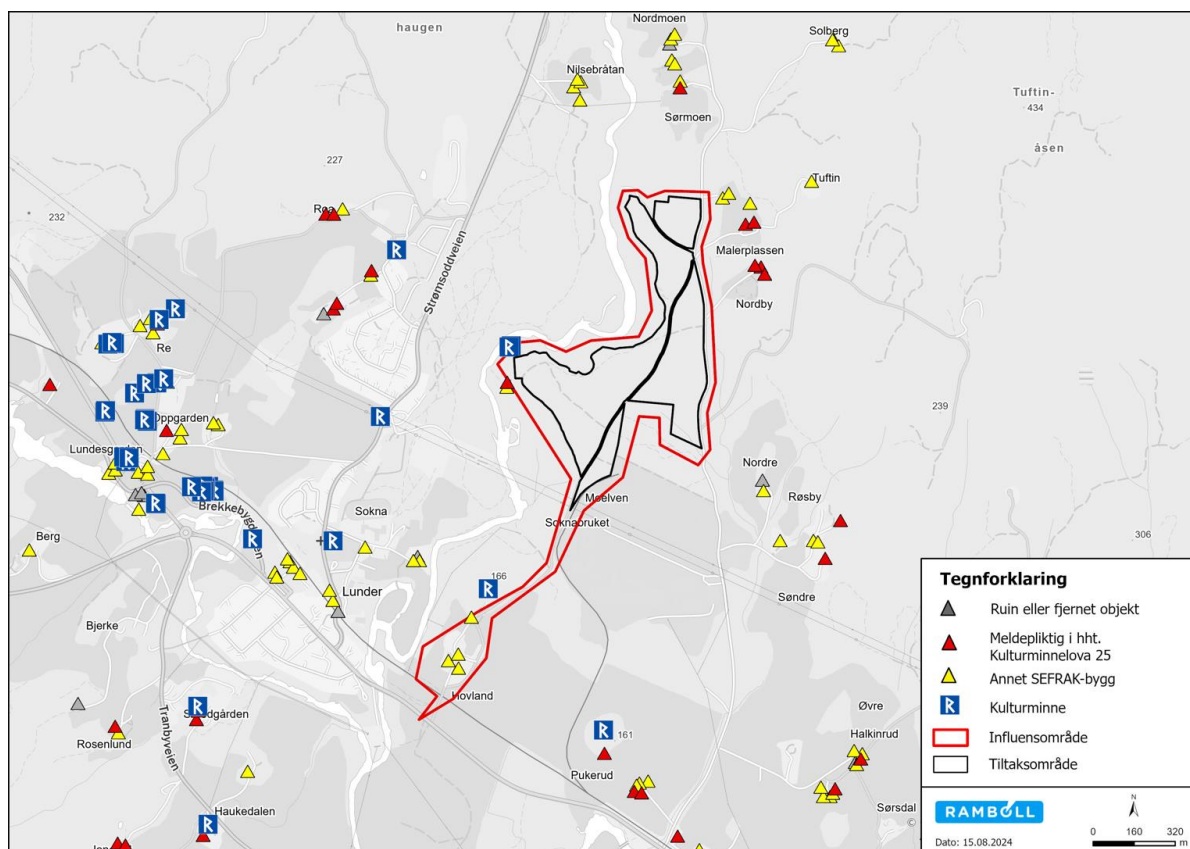 haugen
Nordmoen
Solberg
Nilsebråtan
Tuftin-
434
åsen
Sørmoen
227
Tuftin
232
Strømsoddveien
Malerplassen
Nordby
Re
239
Oppgarden
Nordre
Røsby
Moelven
Soknabruket
Sokna
Berg
306
166
Lunder
Søndre
Bjerke
Hovland
Tranbyveien
Rosenlund
161
Pukerud
Øvre
Halkinrud
Haukedalen
Sørsdal
©
Tegnforklaring
Ruin eller fjernet objekt
Meldepliktig i hht.
Kulturminnelova 25
Annet SEFRAK-bygg
Kulturminne
Influensområde
Tiltaksområde
RAMBOLL
N
Dato: 15.08.2024
0 160 320
m